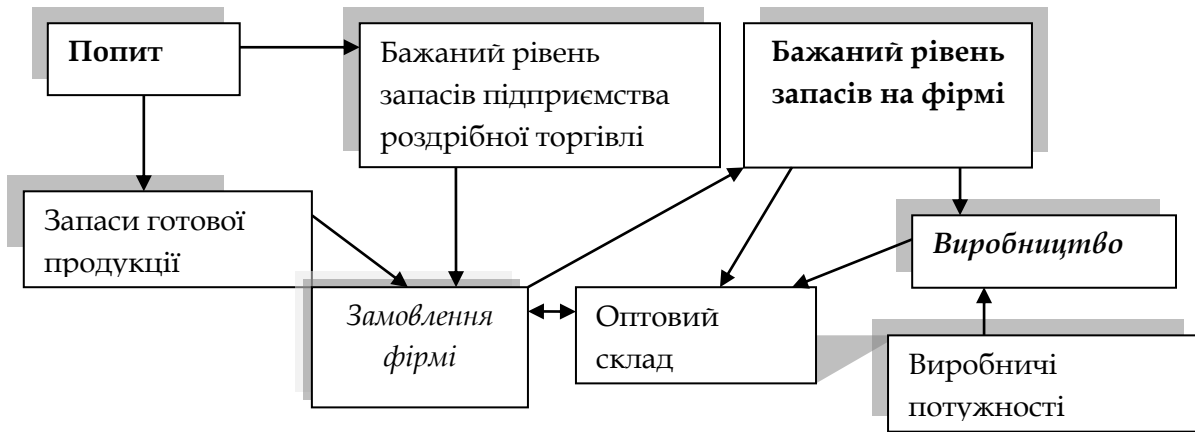 Попит
Бажаний рівень
запасів підприємства
роздрібної торгівлі
Бажаний рівень
запасів на фірмі
Запаси готової
продукції
Виробництво
Замовлення
фірмі
Оптовий
склад
Виробничі
потужності